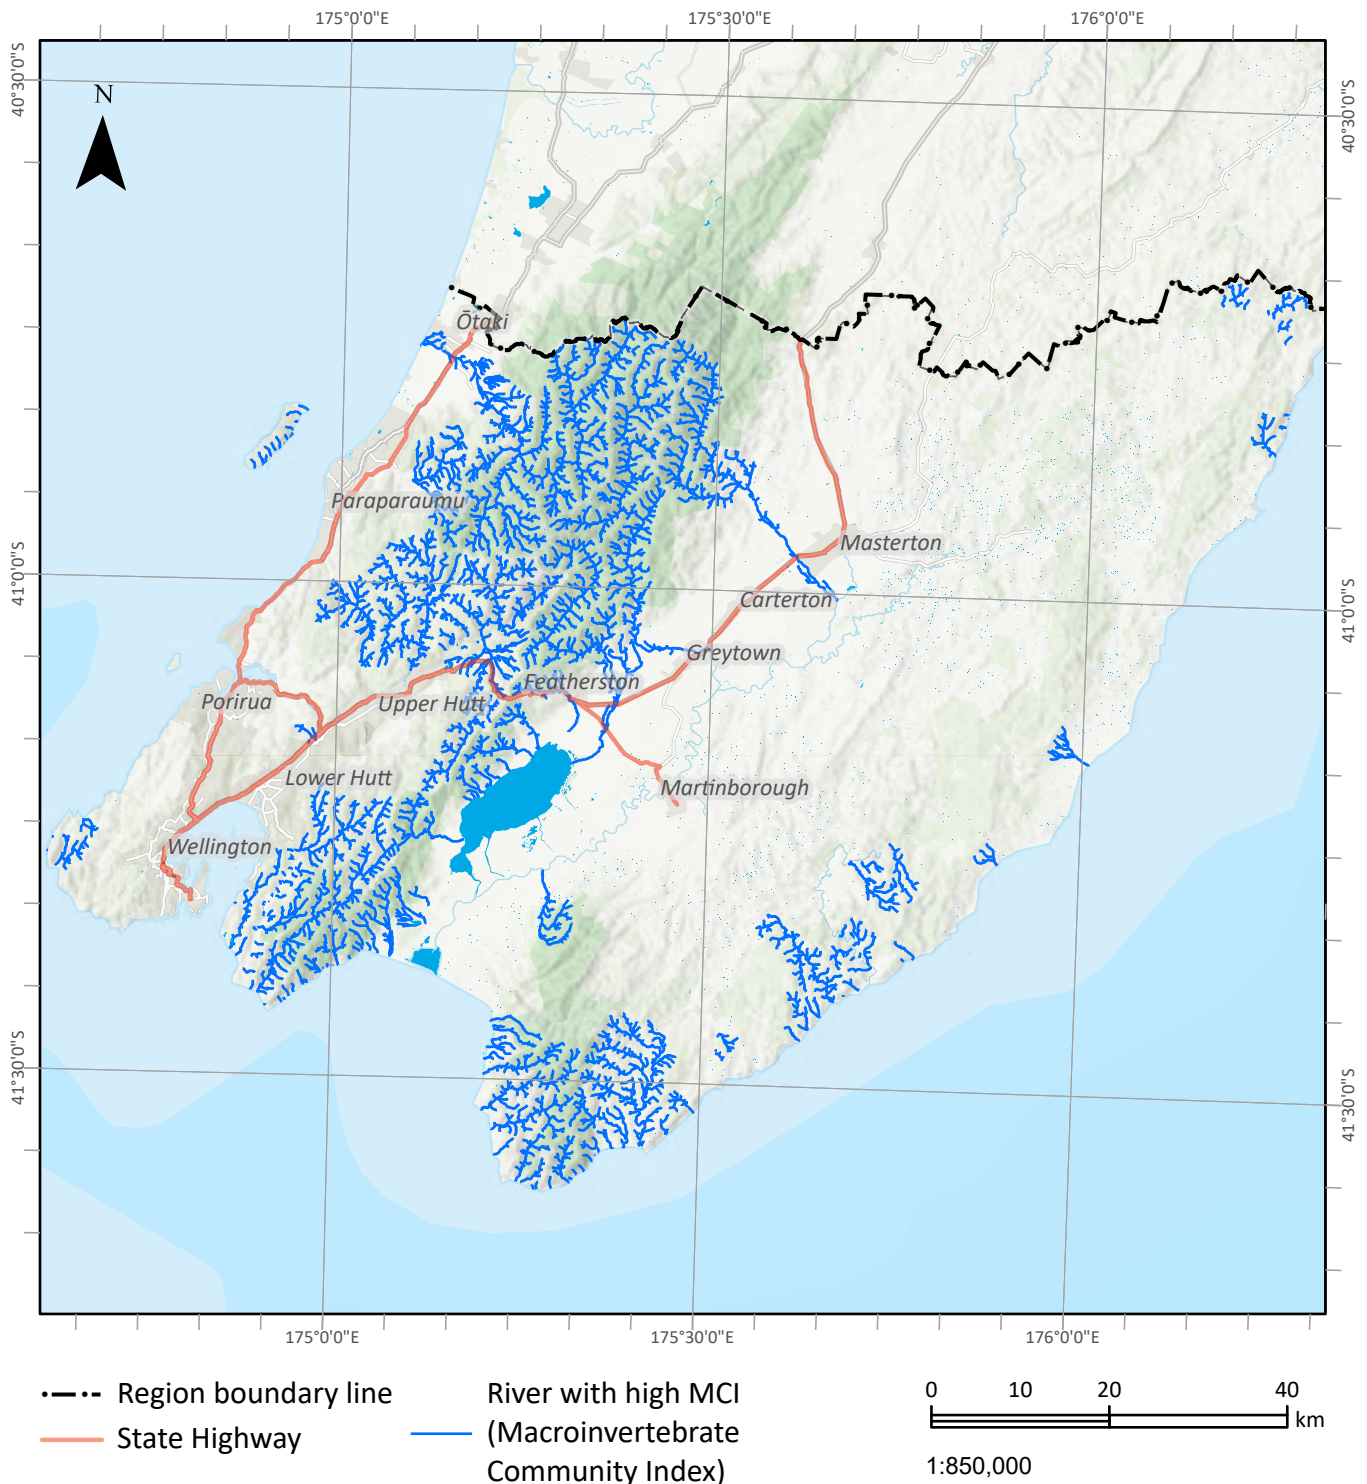 175°0'0"E
175°30'0"E
176°0'0"E
40°30'0"S
40°30'0"S
N
Ōtaki
Paraparaumu
Masterton
41°0'0"S
41°0'0"S
Carterton
Greytown
Featherston
Porirua
Upper Hutt
Lower Hutt
Martinborough
Wellington
41°30'0"S
41°30'0"S
175°0'0"E
175°30'0"E
176°0'0"E
Region boundary line
State Highway
River with high MCI
(Macroinvertebrate
Community Index)
0 10 20 40
km
1:850,000